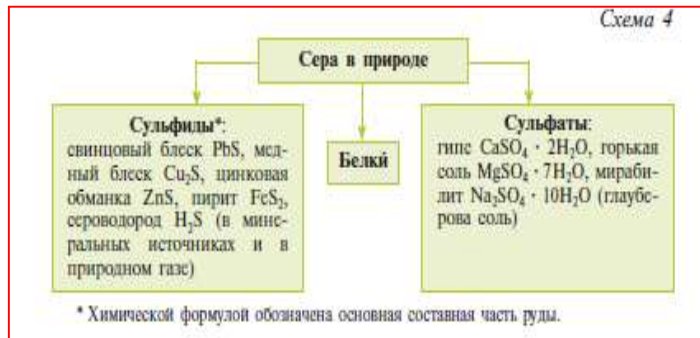 Схема 4
Сера в природе
Сульфиды*:
свинцовый блеск PbS, мед-
ный блеск Cu₂S, цинковая
обманка ZnS, пирит FeS₂,
сероводород H₂S (в мине-
ральных источниках и в
природном газе)
Белки́
Сульфаты:
гипс CaSO₄ · 2H₂O, горькая
соль MgSO₄ · 7H₂O, мираби-
лит Na₂SO₄ · 10H₂O (глаубе-
рова соль)
* Химической формулой обозначена основная составная часть руды.